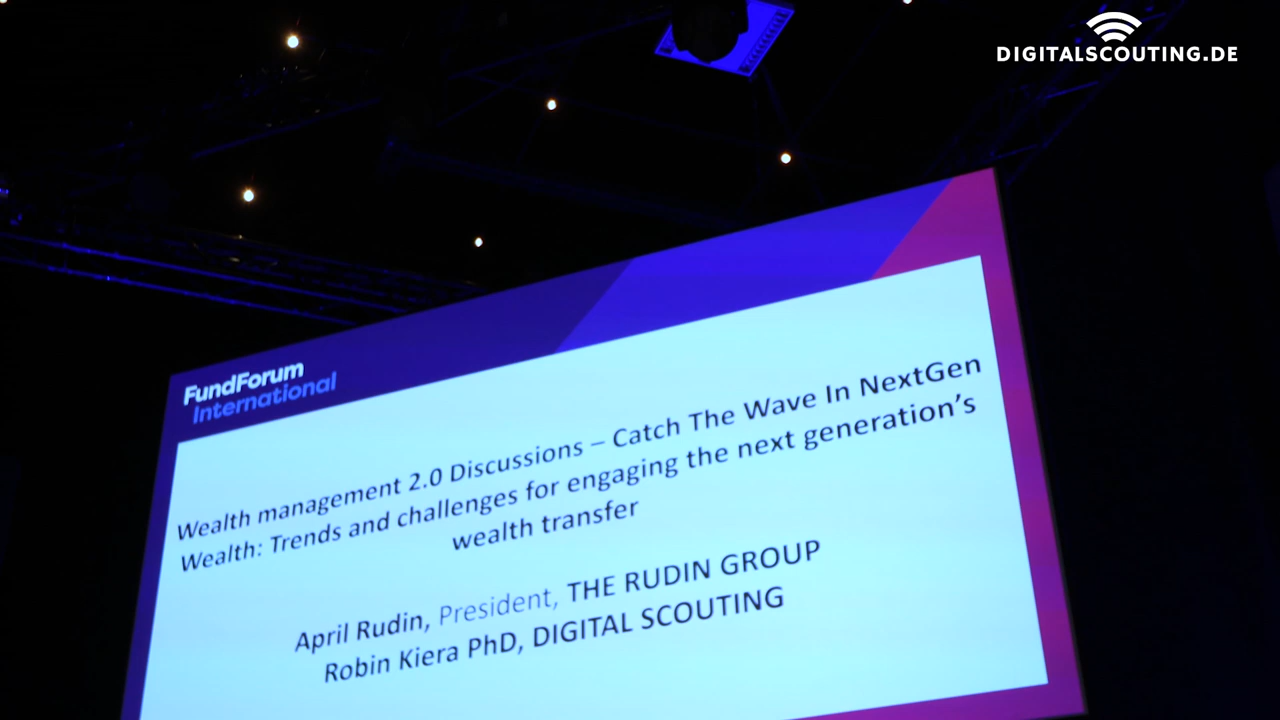 DIGITALSCOUTING.DE
FundForum
International
Wealth management 2.0 Discussions – Catch The Wave In NextGen
Wealth: Trends and challenges for engaging the next generation’s
wealth transfer
April Rudin, President, THE RUDIN GROUP
Robin Kiera PhD, DIGITAL SCOUTING